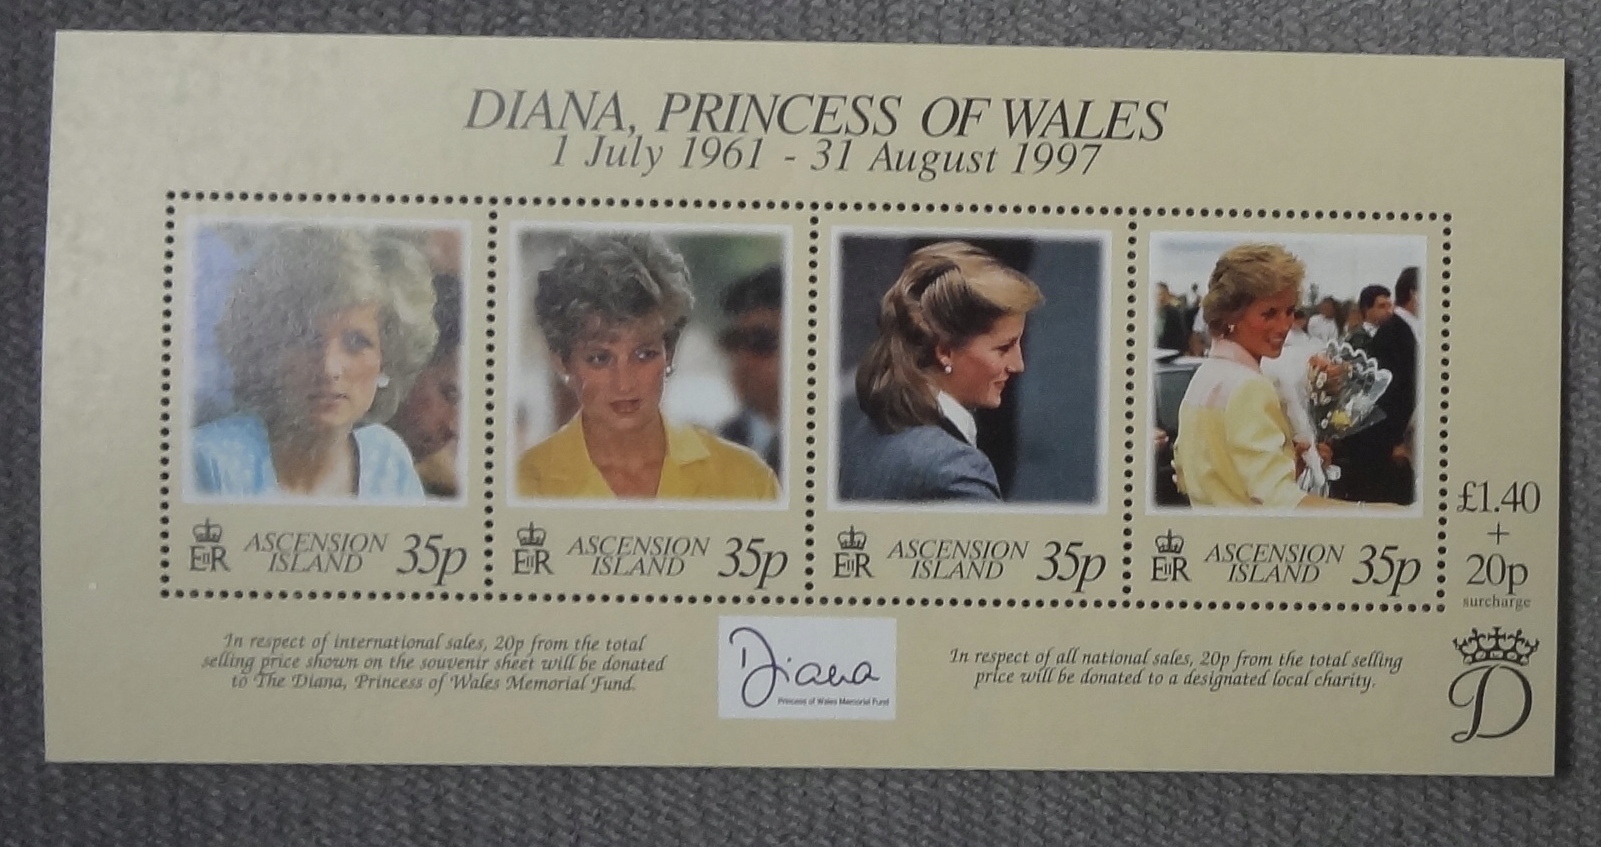 DIANA, PRINCESS OF WALES
1 July 1961 - 31 August 1997
EIIR ASCENSION ISLAND 35p
EIIR ASCENSION ISLAND 35p
EIIR ASCENSION ISLAND 35p
EIIR ASCENSION ISLAND 35p
£1.40
+
20p
surcharge
In respect of international sales, 20p from the total
selling price shown on the souvenir sheet will be donated
to The Diana, Princess of Wales Memorial Fund.
Diana
Princess of Wales Memorial Fund
In respect of all national sales, 20p from the total selling
price will be donated to a designated local charity.
D